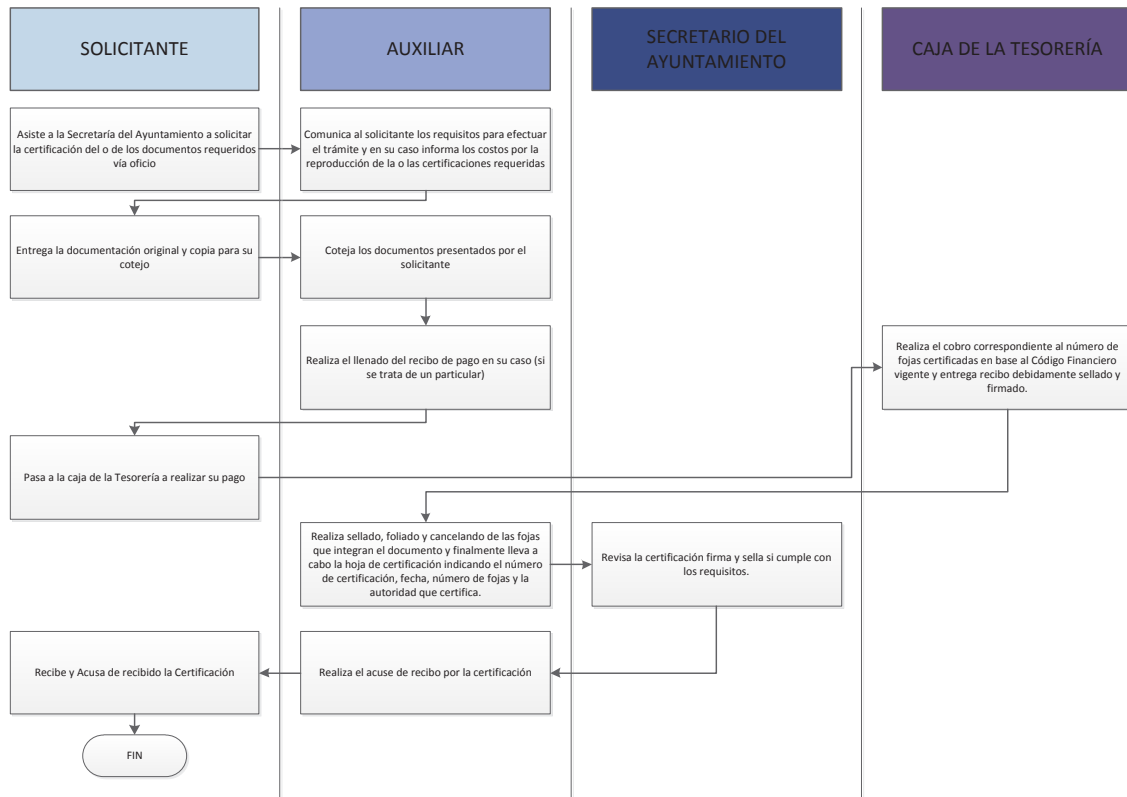 SOLICITANTE
AUXILIAR
SECRETARIO DEL
AYUNTAMIENTO
CAJA DE LA TESORERÍA
Asiste a la Secretaría del Ayuntamiento a solicitar
la certificación del o de los documentos requeridos
vía oficio
Comunica al solicitante los requisitos para efectuar
el trámite y en su caso informa los costos por la
reproducción de la o las certificaciones requeridas
Entrega la documentación original y copia para su
cotejo
Coteja los documentos presentados por el
solicitante
Realiza el llenado del recibo de pago en su caso (si
se trata de un particular)
Realiza el cobro correspondiente al número de
fojas certificadas en base al Código Financiero
vigente y entrega recibo debidamente sellado y
firmado.
Pasa a la caja de la Tesorería a realizar su pago
Realiza sellado, foliado y cancelando de las fojas
que integran el documento y finalmente lleva a
cabo la hoja de certificación indicando el número
de certificación, fecha, número de fojas y la
autoridad que certifica.
Revisa la certificación firma y sella si cumple con
los requisitos.
Recibe y Acusa de recibido la Certificación
Realiza el acuse de recibo por la certificación
FIN